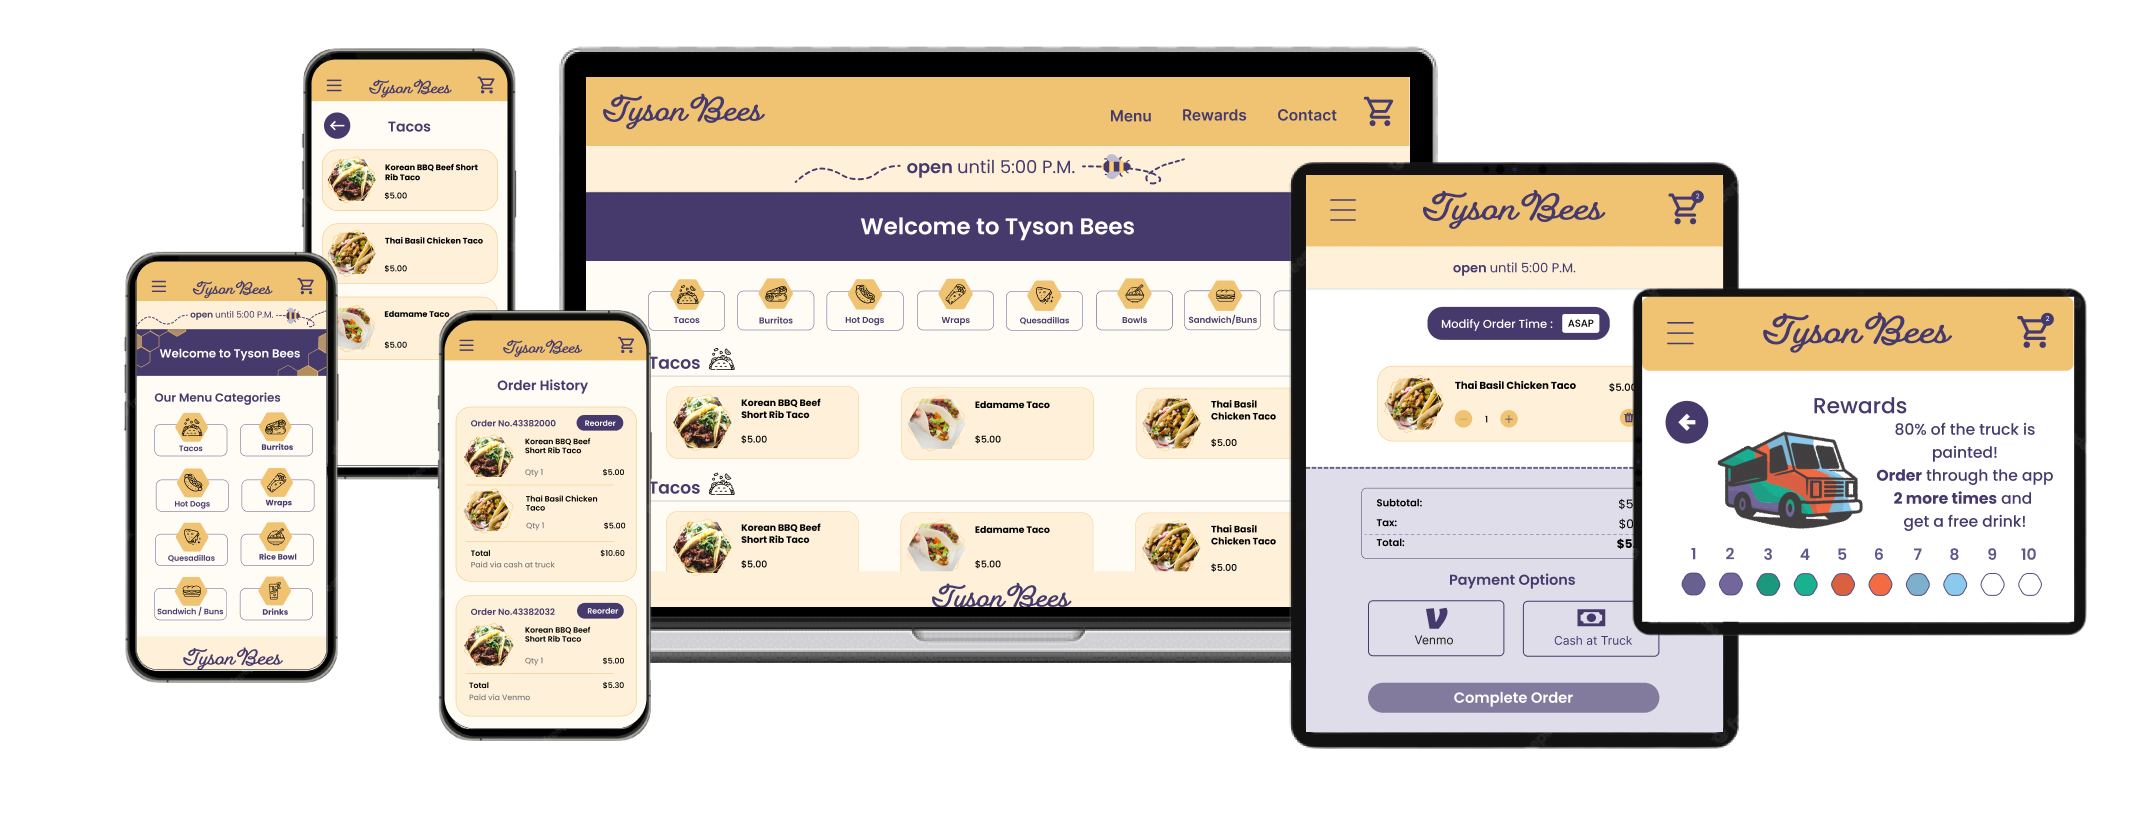 Tyson Bees
Tacos
Korean BBQ Beef Short
Rib Taco
$5.00
Thai Basil Chicken Taco
$5.00
Edamame Taco
$5.00
Tyson Bees
open until 5:00 P.M.
Welcome to Tyson Bees
Our Menu Categories
Tacos
Burritos
Hot Dogs
Wraps
Quesadillas
Rice Bowl
Sandwich / Buns
Drinks
Tyson Bees
Tyson Bees
Order History
Order No.43382000
Reorder
Korean BBQ Beef
Short Rib Taco
Qty 1
$5.00
Thai Basil Chicken
Taco
Qty 1
$5.00
Total
$10.60
Paid via cash at truck
Order No.43382032
Reorder
Korean BBQ Beef
Short Rib Taco
Qty 1
$5.00
Total
$5.30
Paid via Venmo
Tyson Bees
Menu
Rewards
Contact
open until 5:00 P.M.
Welcome to Tyson Bees
Tacos
Burritos
Hot Dogs
Wraps
Quesadillas
Bowls
Sandwich/Buns
Tacos
Korean BBQ Beef
Short Rib Taco
$5.00
Edamame Taco
$5.00
Thai Basil
Chicken Taco
$5.00
Tacos
Korean BBQ Beef
Short Rib Taco
$5.00
Edamame Taco
$5.00
Thai Basil
Chicken Taco
$5.00
Tyson Bees
Tyson Bees
2
open until 5:00 P.M.
Modify Order Time :
ASAP
Thai Basil Chicken Taco
$5.00
- 1 +
Subtotal:
$5
Tax:
$0
Total:
$5.
Payment Options
Venmo
Cash at Truck
Complete Order
Tyson Bees
2
Rewards
80% of the truck is
painted!
Order through the app
2 more times and
get a free drink!
1 2 3 4 5 6 7 8 9 10